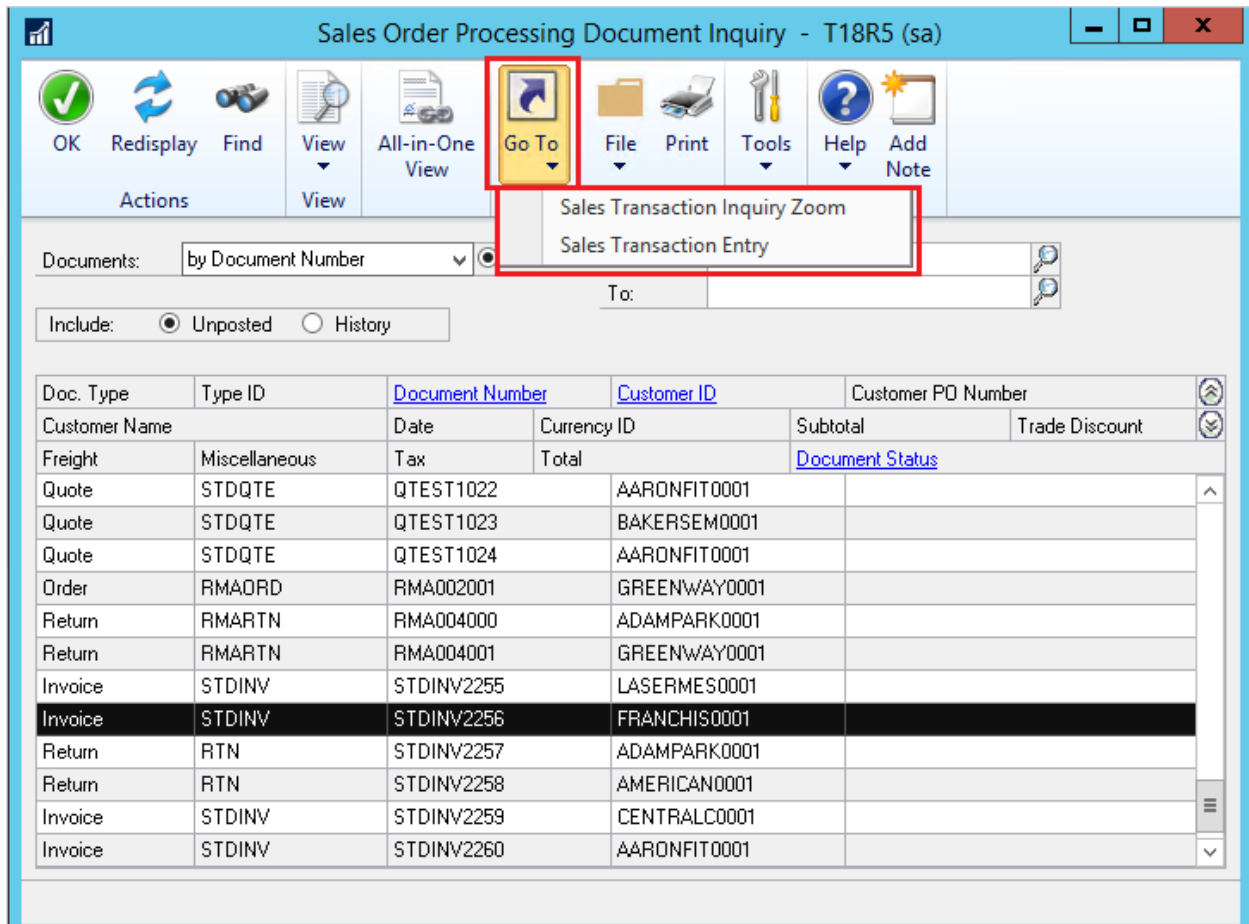 Sales Order Processing Document Inquiry - T18R5 (sa)
OK Redisplay Find View All-in-One View Go To File Print Tools Help Add Note
Actions View
Sales Transaction Inquiry Zoom
Sales Transaction Entry
Documents: by Document Number
To:
Include: Unposted History
Doc. Type Type ID Document Number Customer ID Customer PO Number
Customer Name Date Currency ID Subtotal Trade Discount
Freight Miscellaneous Tax Total Document Status
Quote STDQTE QTEST1022 AARONFIT0001
Quote STDQTE QTEST1023 BAKERSEM0001
Quote STDQTE QTEST1024 AARONFIT0001
Order RMAORD RMA002001 GREENWAY0001
Return RMARTN RMA004000 ADAMPARK0001
Return RMARTN RMA004001 GREENWAY0001
Invoice STDINV STDINV2255 LASERMES0001
Invoice STDINV STDINV2256 FRANCHIS0001
Return RTN STDINV2257 ADAMPARK0001
Return RTN STDINV2258 AMERICAN0001
Invoice STDINV STDINV2259 CENTRALC0001
Invoice STDINV STDINV2260 AARONFIT0001